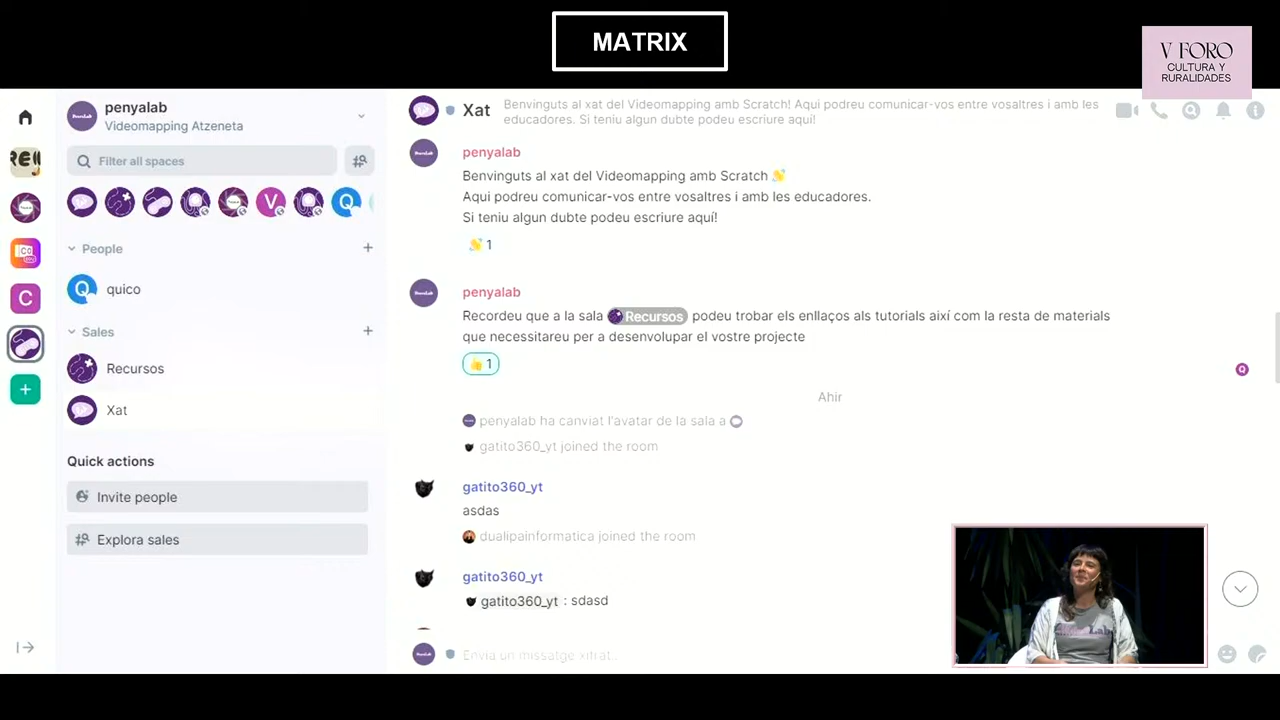 MATRIX
V FORO
CULTURA Y
RURALIDADES
penyalab
Videomapping Atzeneta
Filter all spaces
V
Q
People
Q quico
Sales
Recursos
Xat
Quick actions
Invite people
Explora sales
C
Xat
Benvinguts al xat del Videomapping amb Scratch! Aqui podreu comunicar-vos entre vosaltres i amb les
educadores. Si teniu algun dubte podeu escriure aquí!
penyalab
Benvinguts al xat del Videomapping amb Scratch 👋
Aqui podreu comunicar-vos entre vosaltres i amb les educadores.
Si teniu algun dubte podeu escriure aquí!
👋 1
penyalab
Recordeu que a la sala Recursos podeu trobar els enllaços als tutorials així com la resta de materials
que necessitareu per a desenvolupar el vostre projecte
👍 1
Q
Ahir
penyalab ha canviat l'avatar de la sala a
gatito360_yt joined the room
gatito360_yt
asdas
dualipainformatica joined the room
gatito360_yt
gatito360_yt : sdasd
Envia un missatge xifrat…